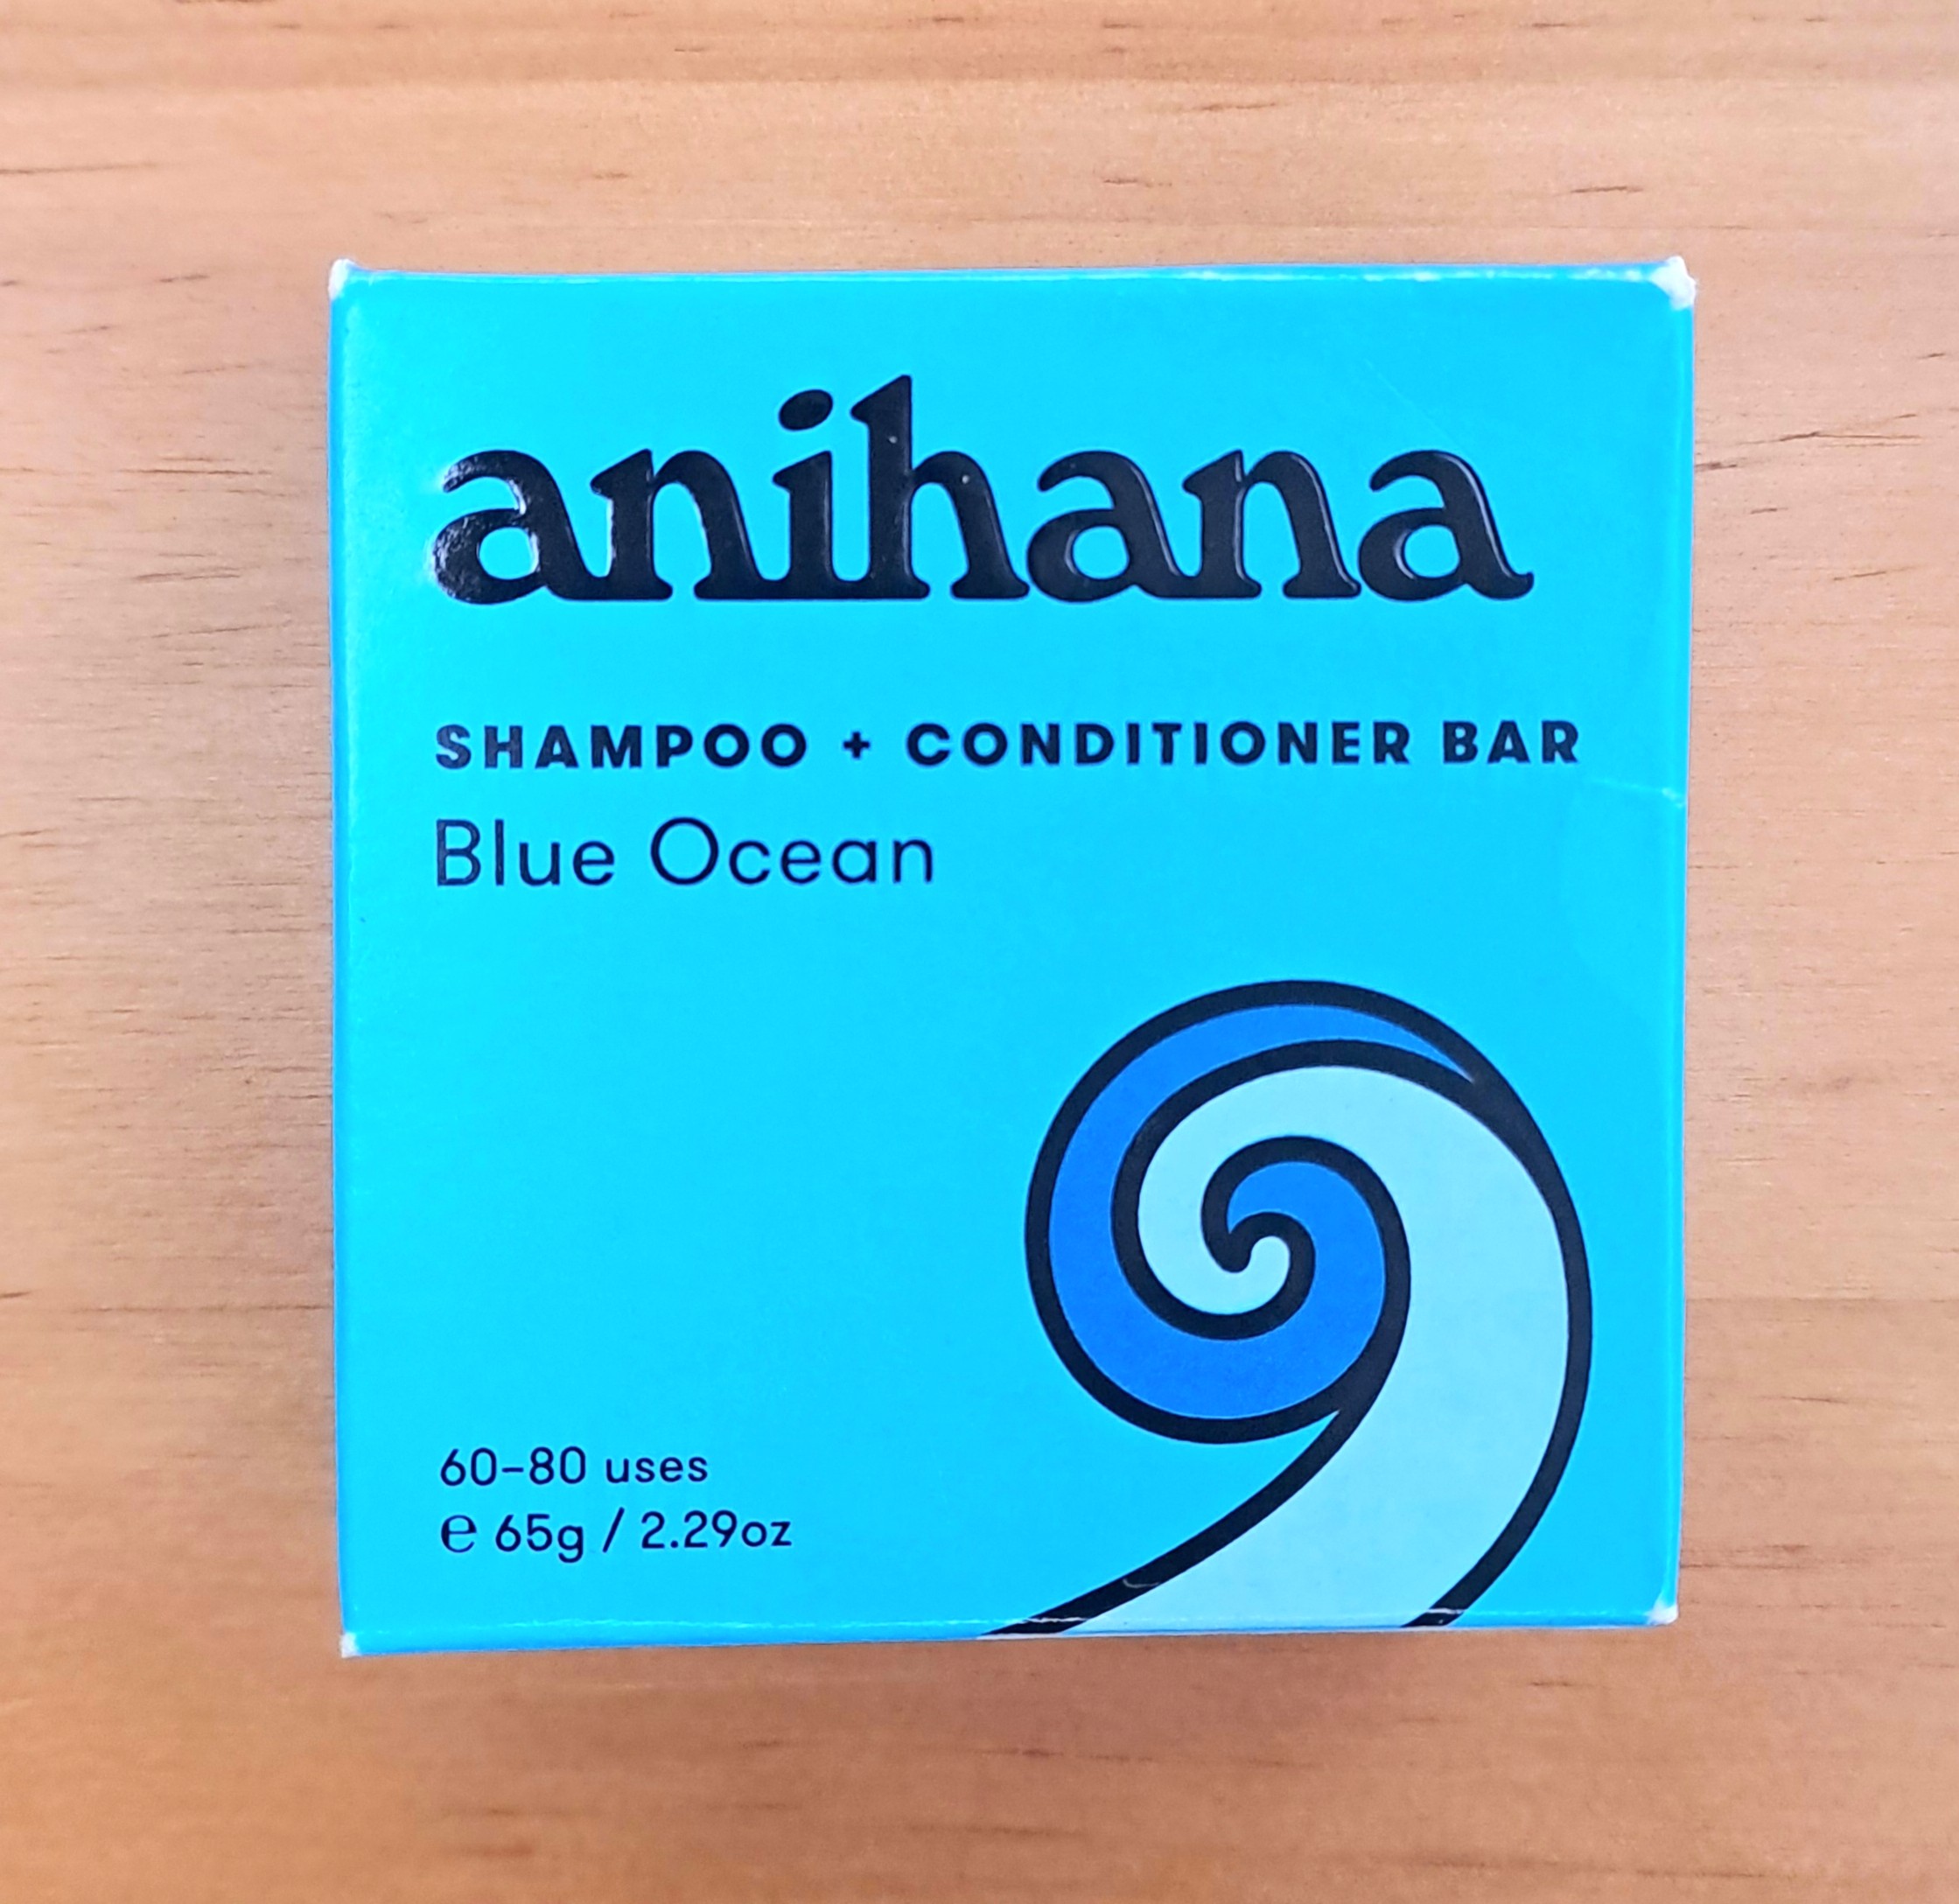 anihana
SHAMPOO + CONDITIONER BAR
Blue Ocean
60-80 uses
℮ 65g / 2.29oz